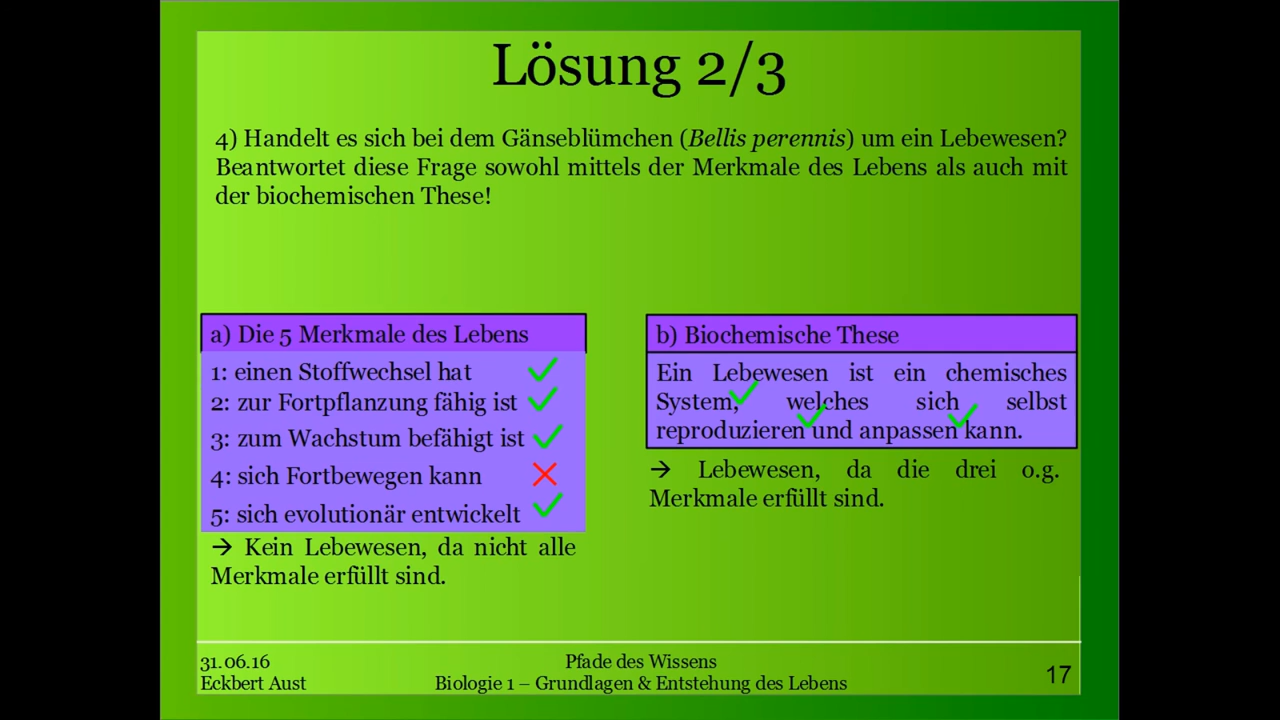 Lösung 2/3
4) Handelt es sich bei dem Gänseblümchen (Bellis perennis) um ein Lebewesen?
Beantwortet diese Frage sowohl mittels der Merkmale des Lebens als auch mit
der biochemischen These!
a) Die 5 Merkmale des Lebens
1: einen Stoffwechsel hat
2: zur Fortpflanzung fähig ist
3: zum Wachstum befähigt ist
4: sich Fortbewegen kann
5: sich evolutionär entwickelt
→ Kein Lebewesen, da nicht alle
Merkmale erfüllt sind.
b) Biochemische These
Ein Lebewesen ist ein chemisches
System, welches sich selbst
reproduzieren und anpassen kann.
→ Lebewesen, da die drei o.g.
Merkmale erfüllt sind.
31.06.16
Eckbert Aust
Pfade des Wissens
Biologie 1 – Grundlagen & Entstehung des Lebens
17